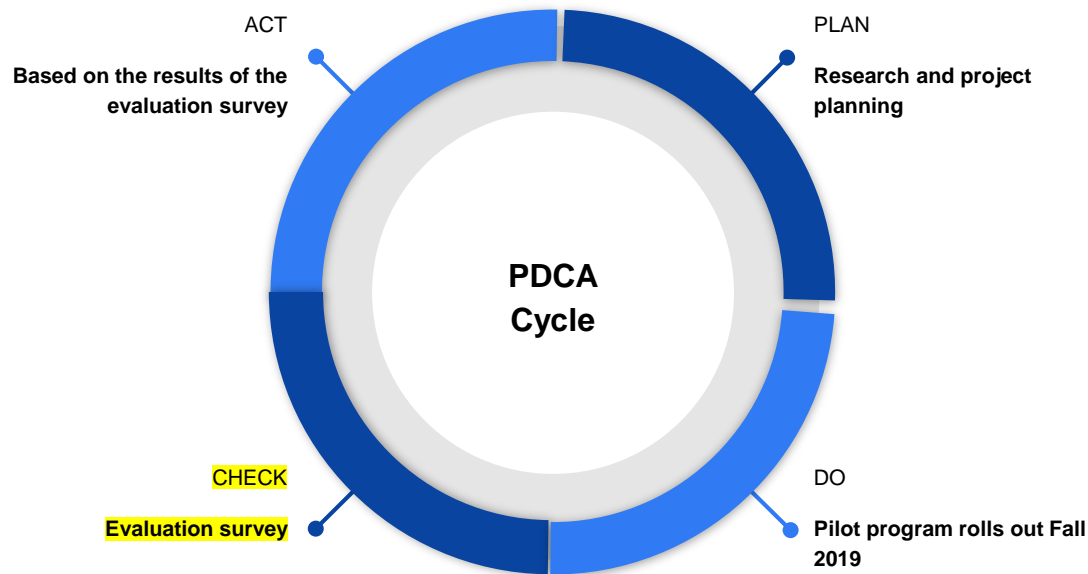 ACT
Based on the results of the
evaluation survey
PLAN
Research and project
planning
PDCA
Cycle
CHECK
Evaluation survey
DO
Pilot program rolls out Fall
2019